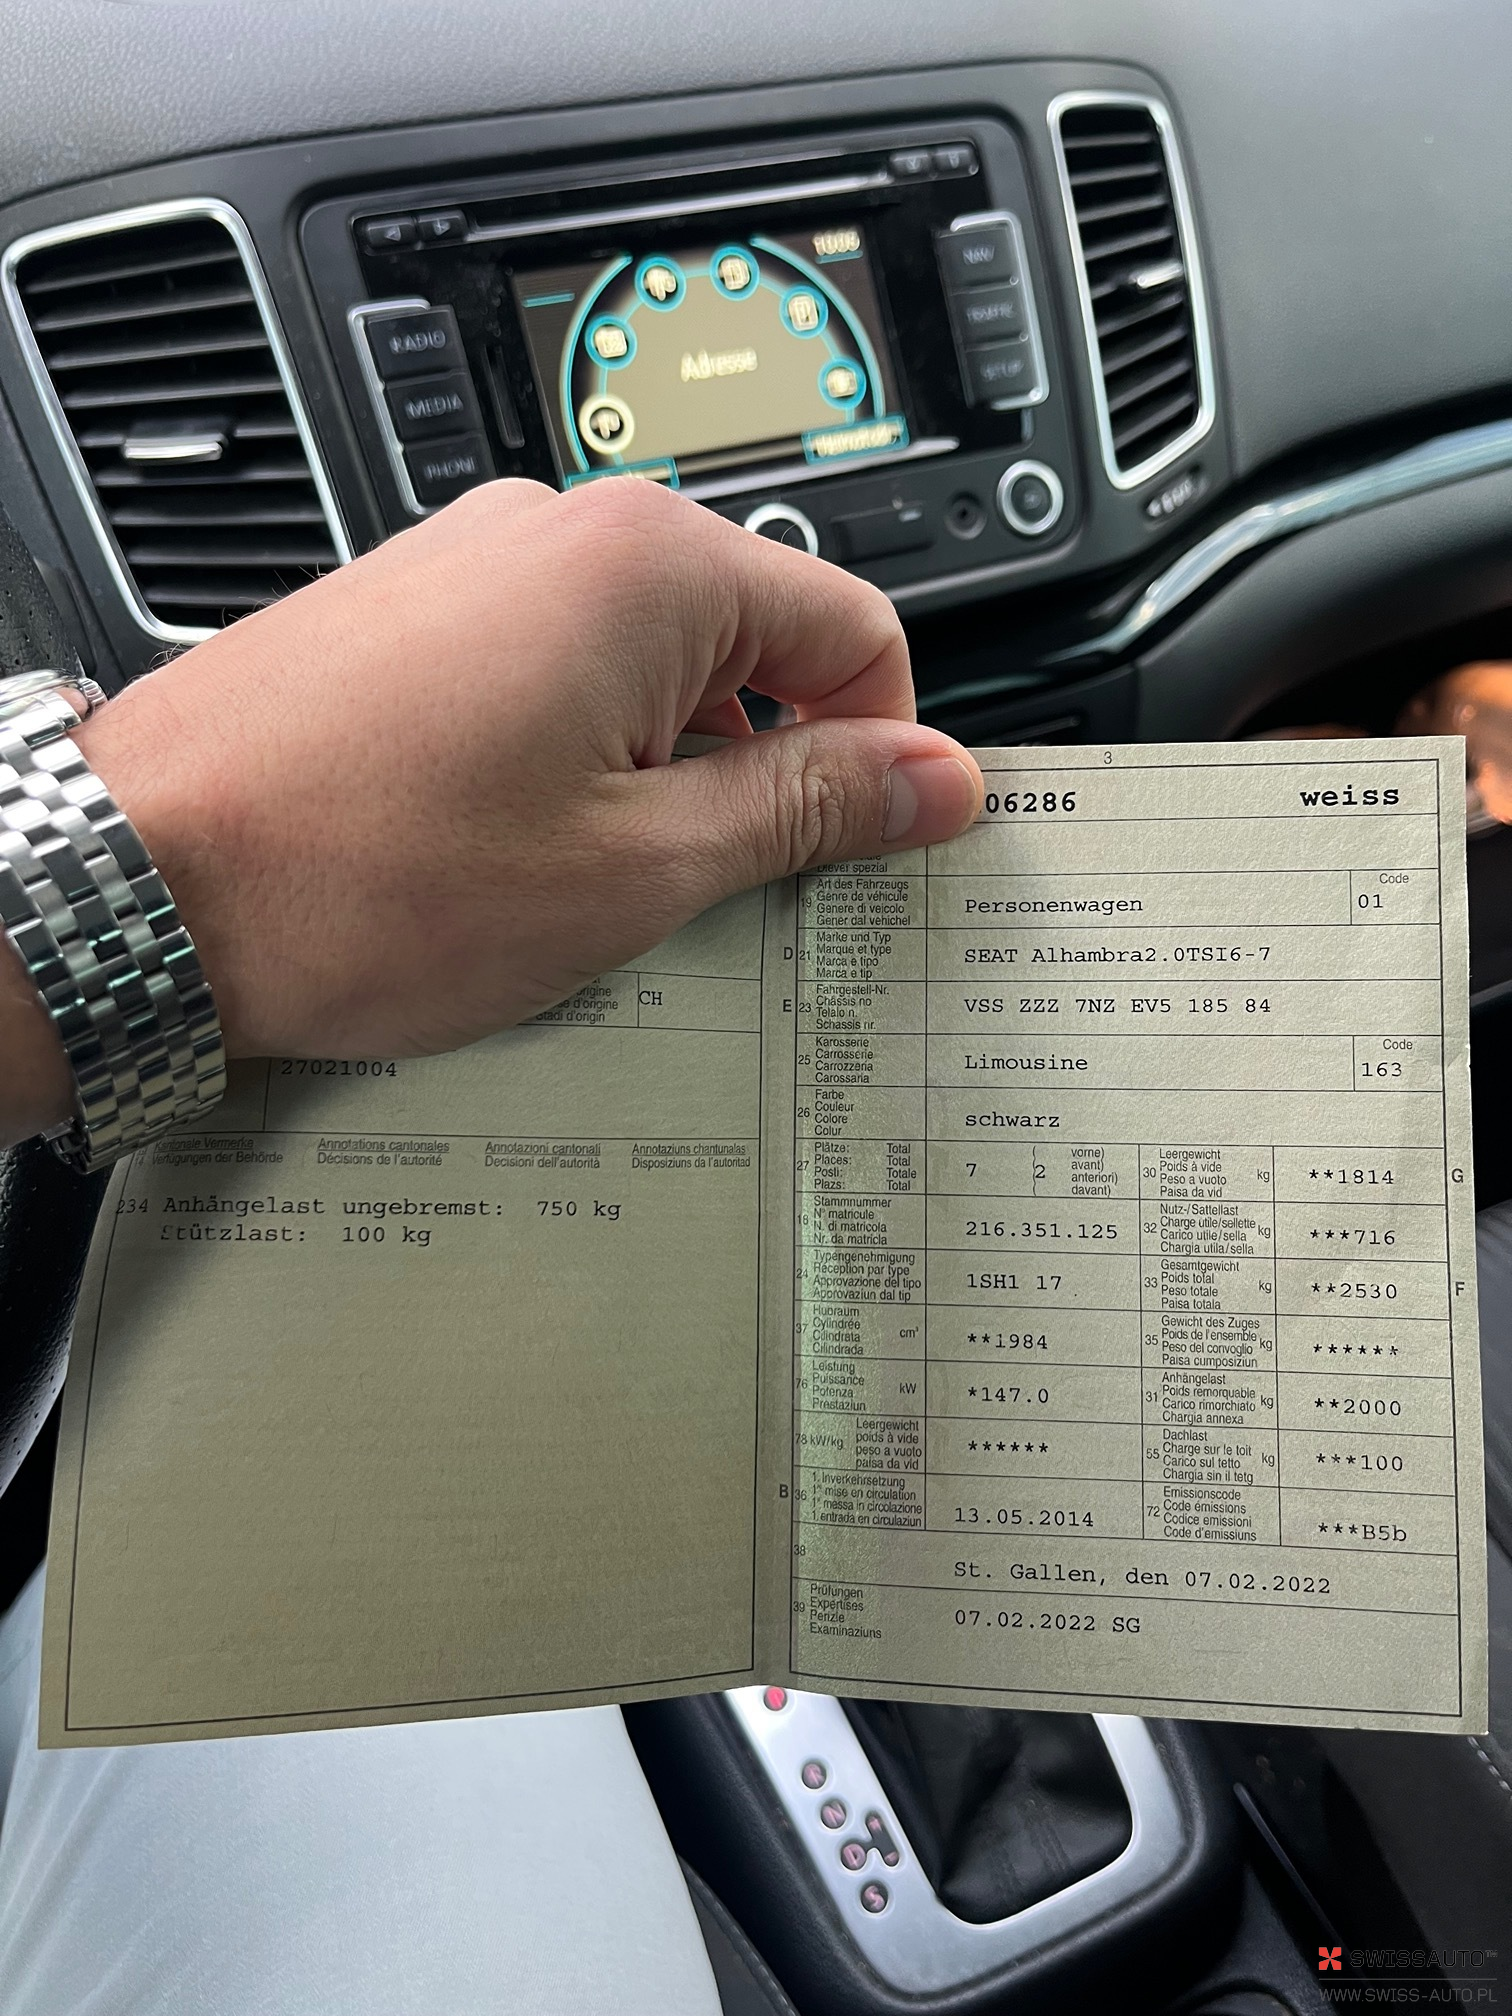 RADIO
MEDIA
PHONE
Adresse
NAV
TRAFFIC
SETUP
3
06286 weiss
Diever spezial
19 Art des Fahrzeugs
Genre de véhicule
Genere di veicolo
Gener dal vehichel
Personenwagen
Code
01
D 21 Marke und Typ
Marque et type
Marca e tipo
Marca e tip
SEAT Alhambra2.0TSI6-7
E 23 Fahrgestell-Nr.
Châssis no
Telaio n.
Schassis nr.
VSS ZZZ 7NZ EV5 185 84
25 Karosserie
Carrosserie
Carrozzeria
Carossaria
Limousine
Code
163
26 Farbe
Couleur
Colore
Colur
schwarz
27 Plätze: Total
Places: Total
Posti: Totale
Plazs: Total
7 ( 2 vorne)
avant)
anteriori)
davant)
30 Leergewicht
Poids à vide
Peso a vuoto
Paisa da vid
kg
**1814
G
18 Stammnummer
N° matricule
N. di matricola
Nr. da matricla
216.351.125
32 Nutz-/Sattellast
Charge utile/sellette
Carico utile/sella
Chargia utila/sella
kg
***716
24 Typengenehmigung
Réception par type
Approvazione del tipo
Approvaziun dal tip
1SH1 17
33 Gesamtgewicht
Poids total
Peso totale
Paisa totala
kg
**2530
F
37 Hubraum
Cylindrée
Cilindrata
Cilindrada
cm³
**1984
35 Gewicht des Zuges
Poids de l'ensemble
Peso del convoglio
Paisa cumposiziun
kg
******
76 Leistung
Puissance
Potenza
Prestaziun
kW
*147.0
31 Anhängelast
Poids remorquable
Carico rimorchiato
Chargia annexa
kg
**2000
78 kW/kg Leergewicht
poids à vide
peso a vuoto
paisa da vid
******
55 Dachlast
Charge sur le toit
Carico sul tetto
Chargia sin il tetg
kg
***100
B 36 1. Inverkehrsetzung
1re mise en circulation
1a messa in circolazione
1. entrada en circulaziun
13.05.2014
72 Emissionscode
Code émissions
Codice emissioni
Code d'emissiuns
***B5b
38
St. Gallen, den 07.02.2022
39 Prüfungen
Expertises
Perizie
Examinaziuns
07.02.2022 SG
d'origine
d'origine
Stadi d'origin
CH
27021004
Kantonale Vermerke
Verfügungen der Behörde
Annotations cantonales
Décisions de l'autorité
Annotazioni cantonali
Decisioni dell'autorità
Annotaziuns chantunalas
Disposiziuns da l'autoritad
234 Anhängelast ungebremst: 750 kg
Stützlast: 100 kg
R
N
D
S
SWISSAUTO™
WWW.SWISS-AUTO.PL